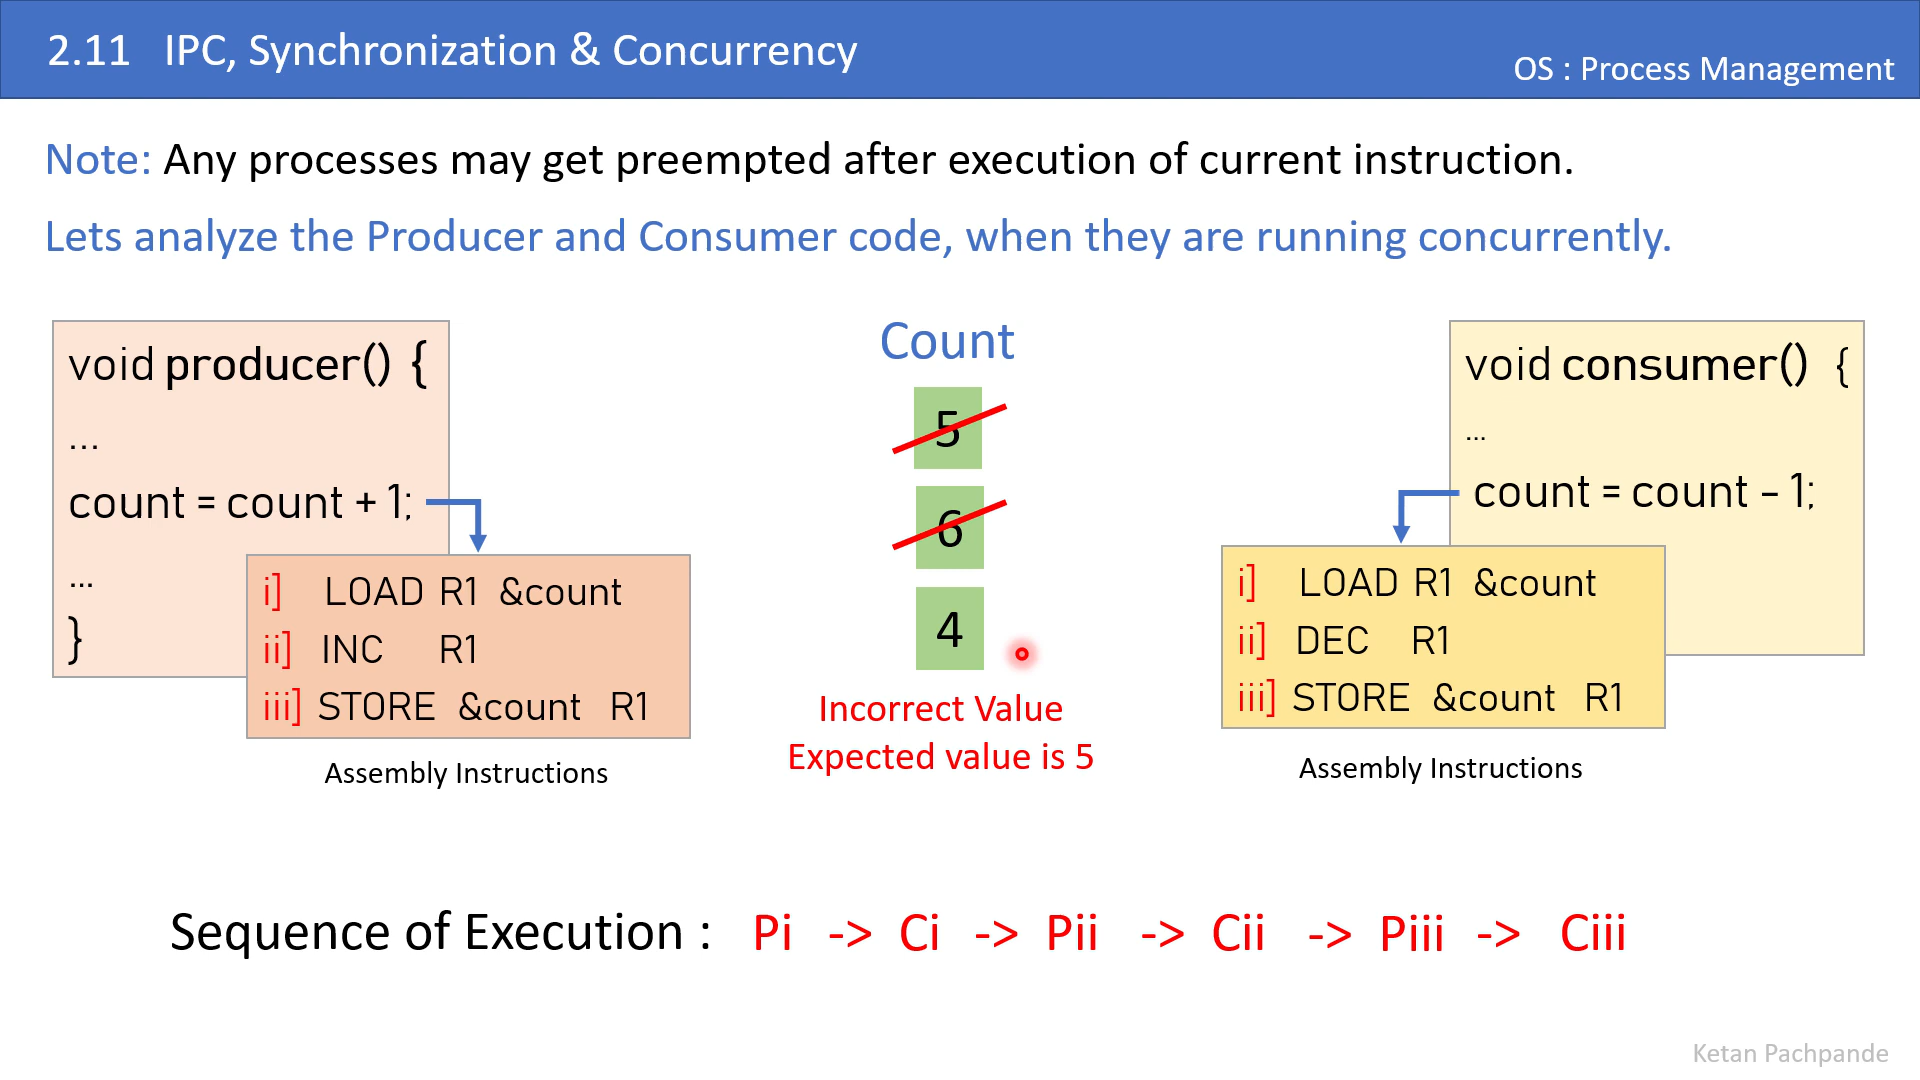 2.11 IPC, Synchronization & Concurrency
OS : Process Management
Note: Any processes may get preempted after execution of current instruction.
Lets analyze the Producer and Consumer code, when they are running concurrently.
void producer() {
...
count = count + 1;
...
}
i] LOAD R1 &count
ii] INC R1
iii] STORE &count R1
Assembly Instructions
Count
5
6
4
Incorrect Value
Expected value is 5
void consumer() {
...
count = count – 1;
i] LOAD R1 &count
ii] DEC R1
iii] STORE &count R1
Assembly Instructions
Sequence of Execution : Pi -> Ci -> Pii -> Cii -> Piii -> Ciii
Ketan Pachpande